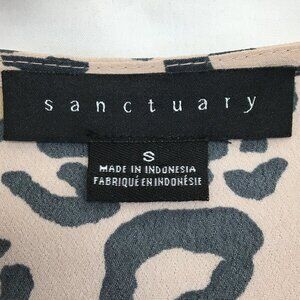 sanctuary
S
MADE IN INDONESIA
FABRIQUÉ EN INDONÉSIE